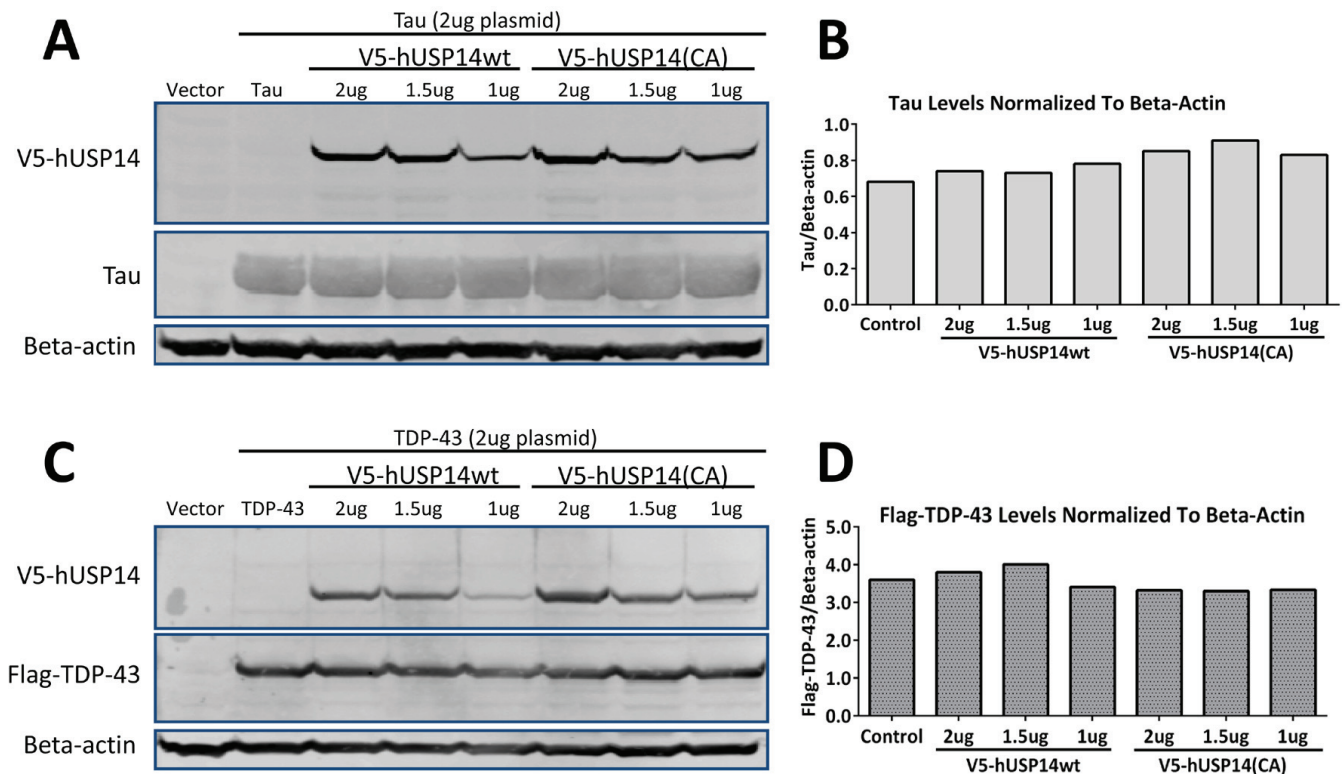 A
Tau (2ug plasmid)
V5-hUSP14wt V5-hUSP14(CA)
Vector Tau 2ug 1.5ug 1ug 2ug 1.5ug 1ug
V5-hUSP14
Tau
Beta-actin
B
Tau Levels Normalized To Beta-Actin
Tau/Beta-actin
1.0
0.8
0.6
0.4
0.2
0.0
Control 2ug 1.5ug 1ug 2ug 1.5ug 1ug
V5-hUSP14wt V5-hUSP14(CA)
C
TDP-43 (2ug plasmid)
V5-hUSP14wt V5-hUSP14(CA)
Vector TDP-43 2ug 1.5ug 1ug 2ug 1.5ug 1ug
V5-hUSP14
Flag-TDP-43
Beta-actin
D
Flag-TDP-43 Levels Normalized To Beta-Actin
Flag-TDP-43/Beta-actin
5.0
4.0
3.0
2.0
1.0
0.0
Control 2ug 1.5ug 1ug 2ug 1.5ug 1ug
V5-hUSP14wt V5-hUSP14(CA)